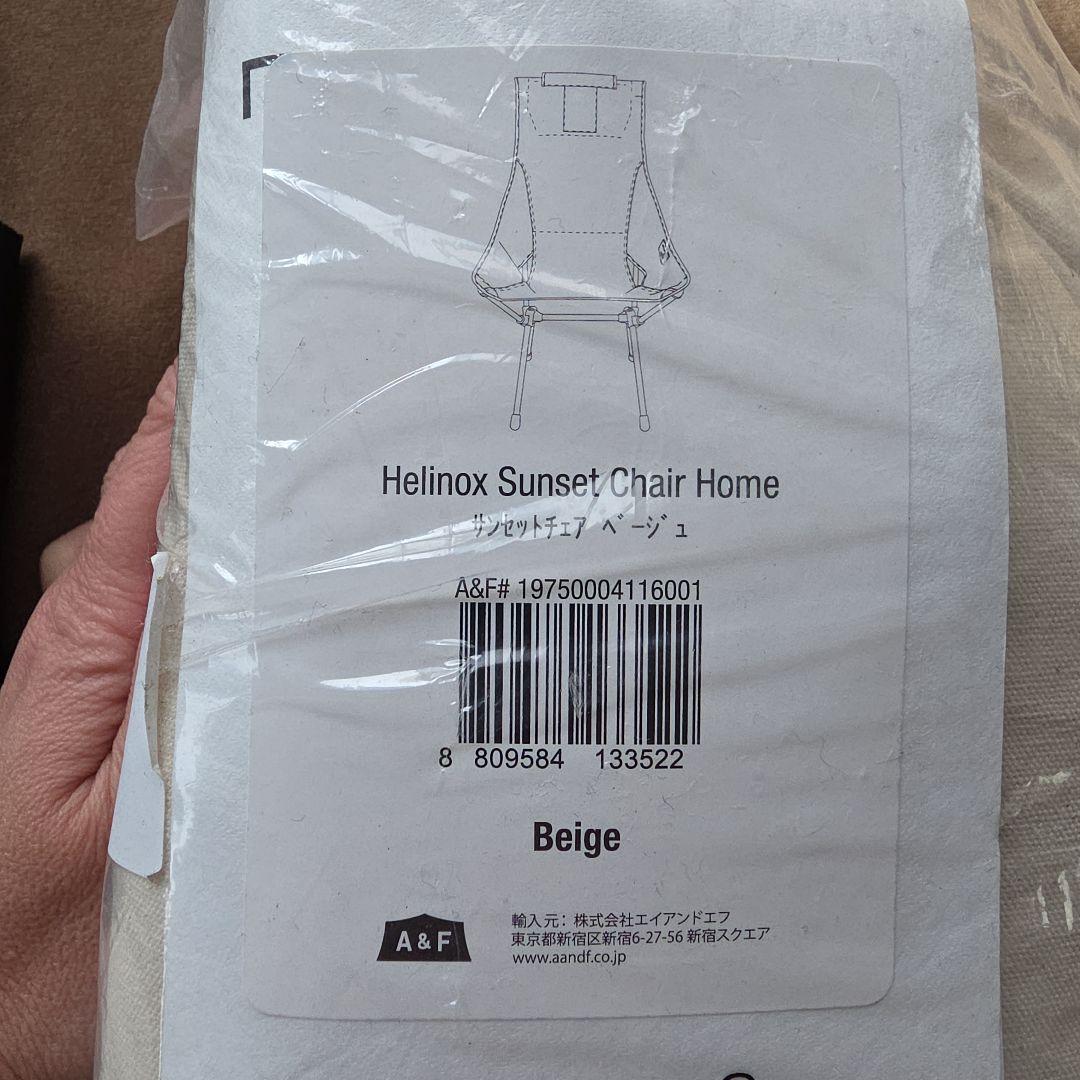 Helinox Sunset Chair Home
サンセットチェア ベージュ
A&F# 19750004116001
8 809584 133522
Beige
A & F
輸入元：株式会社エイアンドエフ
東京都新宿区新宿6-27-56 新宿スクエア
www.aandf.co.jp